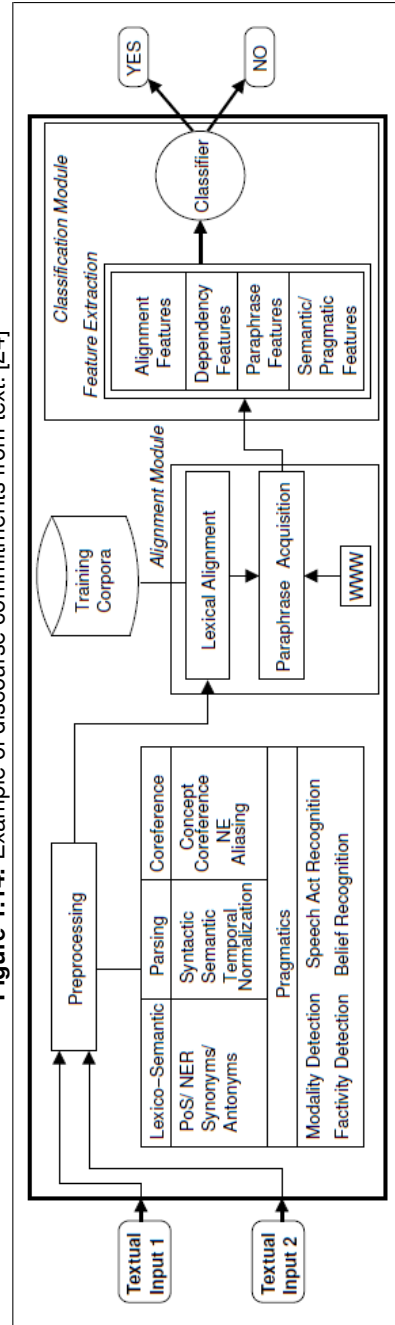 Figure 1.14: Example of discourse commitments from text. [24]
Textual
Input 1
Textual
Input 2
Preprocessing
Lexico-Semantic
Parsing
Coreference
PoS/ NER
Synonyms/
Antonyms
Syntactic
Semantic
Temporal
Normalization
Concept
Coreference
NE
Aliasing
Pragmatics
Modality Detection
Speech Act Recognition
Factivity Detection
Belief Recognition
Training
Corpora
Alignment Module
Lexical Alignment
Paraphrase Acquisition
WWW
Classification Module
Feature Extraction
Alignment
Features
Dependency
Features
Paraphrase
Features
Semantic/
Pragmatic
Features
Classifier
YES
NO